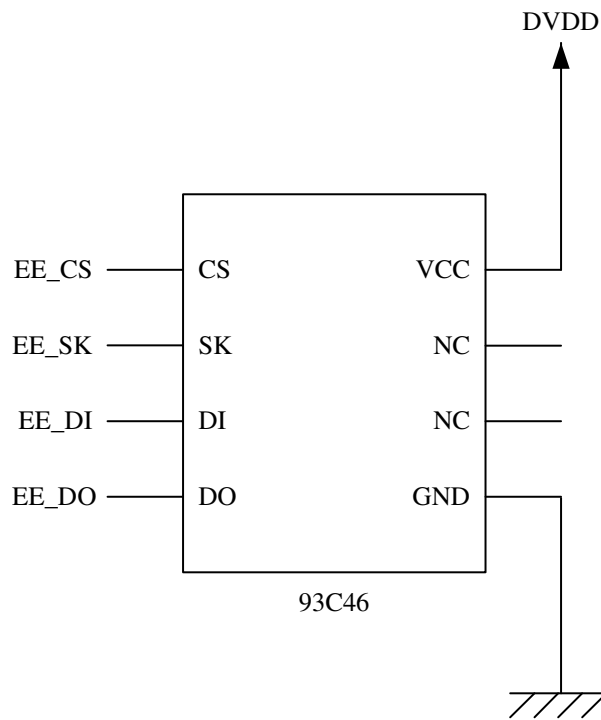 DVDD
EE_CS CS VCC
EE_SK SK NC
EE_DI DI NC
EE_DO DO GND
93C46